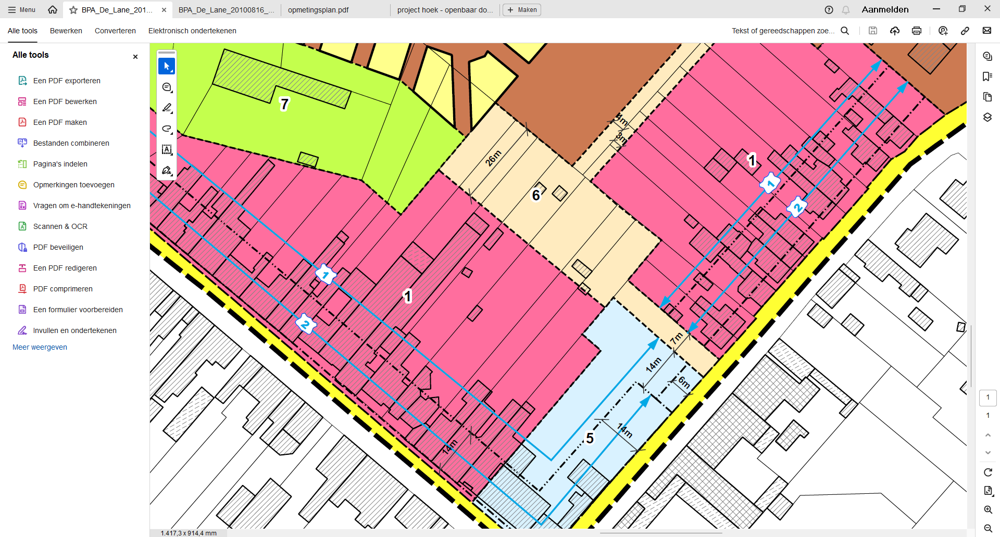 Menu
BPA_De_Lane_201...
BPA_De_Lane_20100816_...
opmetingsplan.pdf
project hoek - openbaar do...
Maken
Aanmelden
Alle tools
Bewerken
Converteren
Elektronisch ondertekenen
Tekst of gereedschappen zoe...
Alle tools
Een PDF exporteren
Een PDF bewerken
Een PDF maken
Bestanden combineren
Pagina's indelen
Opmerkingen toevoegen
Vragen om e-handtekeningen
Scannen & OCR
PDF beveiligen
Een PDF redigeren
PDF comprimeren
Een formulier voorbereiden
Invullen en ondertekenen
Meer weergeven
7
4m
3m
26m
1
1
6
2
1
1
2
7m
14m
6m
14m
5
14m
1
1
1.417,3 x 914,4 mm